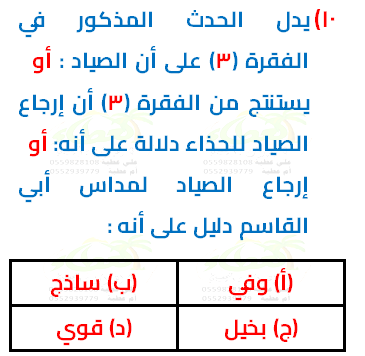 ١٠) يدل الحدث المذكور في
الفقرة (٣) على أن الصياد : أو
يستنتج من الفقرة (٣) أن إرجاع
الصياد للحذاء دلالة على أنه: أو
إرجاع الصياد لمداس أبي
القاسم دليل على أنه :
(أ) وفي (ب) ساذج
(ج) بخيل (د) قوي